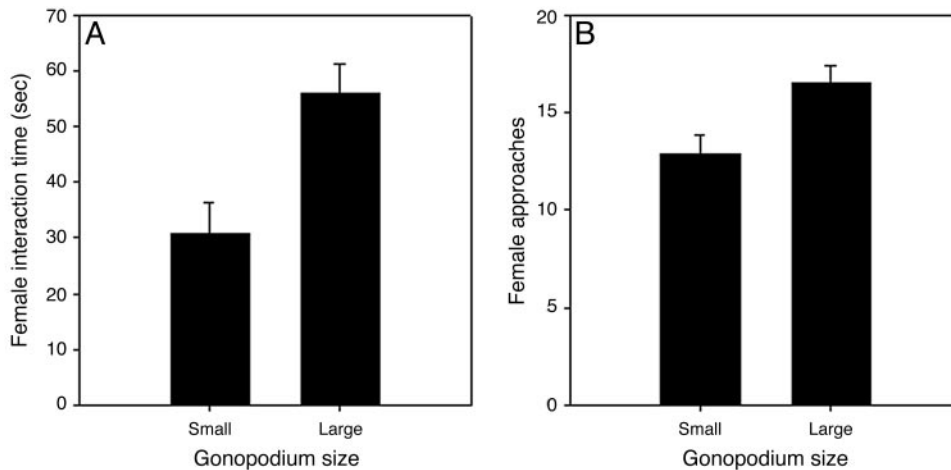 A
Female interaction time (sec)
70
60
50
40
30
20
10
0
Small Large
Gonopodium size
B
Female approaches
20
15
10
5
0
Small Large
Gonopodium size